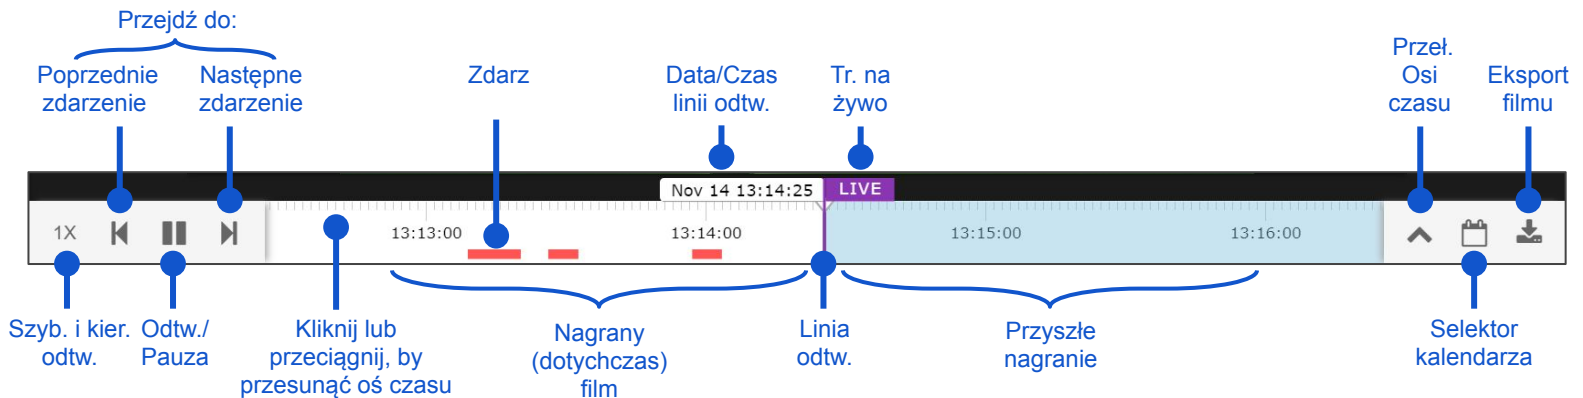 Przejdź do:
Poprzednie
zdarzenie
Następne
zdarzenie
Zdarz
Data/Czas
linii odtw.
Tr. na
żywo
Przeł.
Osi
czasu
Eksport
filmu
Nov 14 13:14:25
LIVE
1X
13:13:00
13:14:00
13:15:00
13:16:00
Szyb. i kier.
odtw.
Odtw./
Pauza
Kliknij lub
przeciągnij, by
przesunąć oś czasu
Nagrany
(dotychczas)
film
Linia
odtw.
Przyszłe
nagranie
Selektor
kalendarza